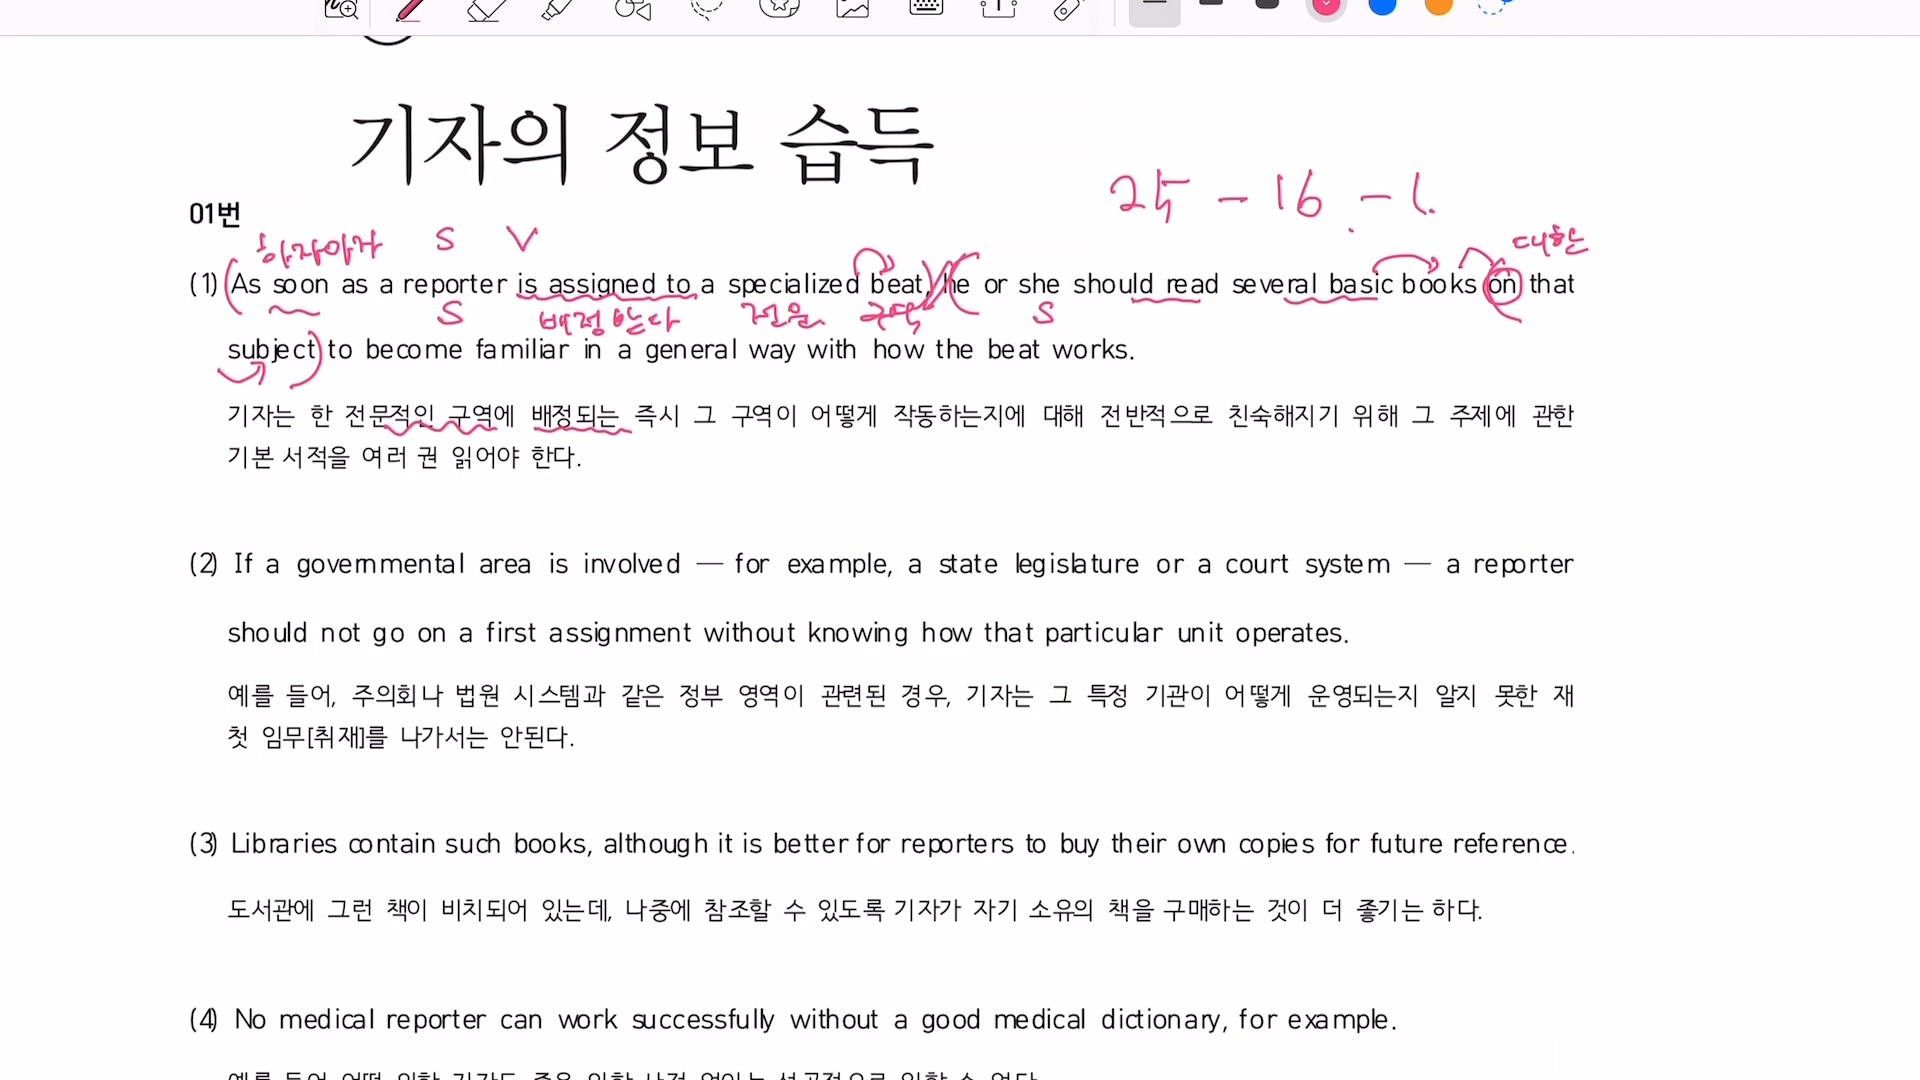 기자의 정보 습득
25 - 16 - 1.
01번
하자마자 S V 대한
(1) As soon as a reporter is assigned to a specialized beat, he or she should read several basic books on that
S 배정받다 전문 구역 S
subject to become familiar in a general way with how the beat works.
기자는 한 전문적인 구역에 배정되는 즉시 그 구역이 어떻게 작동하는지에 대해 전반적으로 친숙해지기 위해 그 주제에 관한
기본 서적을 여러 권 읽어야 한다.
(2) If a governmental area is involved — for example, a state legislature or a court system — a reporter
should not go on a first assignment without knowing how that particular unit operates.
예를 들어, 주의회나 법원 시스템과 같은 정부 영역이 관련된 경우, 기자는 그 특정 기관이 어떻게 운영되는지 알지 못한 채
첫 임무[취재]를 나가서는 안된다.
(3) Libraries contain such books, although it is better for reporters to buy their own copies for future reference.
도서관에 그런 책이 비치되어 있는데, 나중에 참조할 수 있도록 기자가 자기 소유의 책을 구매하는 것이 더 좋기는 하다.
(4) No medical reporter can work successfully without a good medical dictionary, for example.